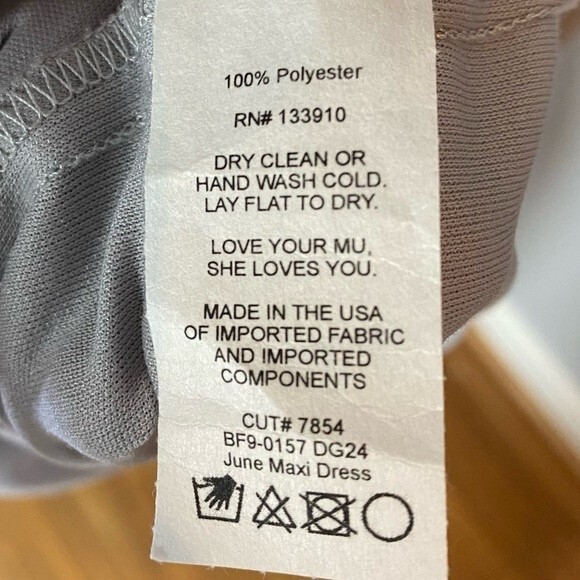 100% Polyester
RN# 133910
DRY CLEAN OR
HAND WASH COLD.
LAY FLAT TO DRY.
LOVE YOUR MU,
SHE LOVES YOU.
MADE IN THE USA
OF IMPORTED FABRIC
AND IMPORTED
COMPONENTS
CUT# 7854
BF9-0157 DG24
June Maxi Dress